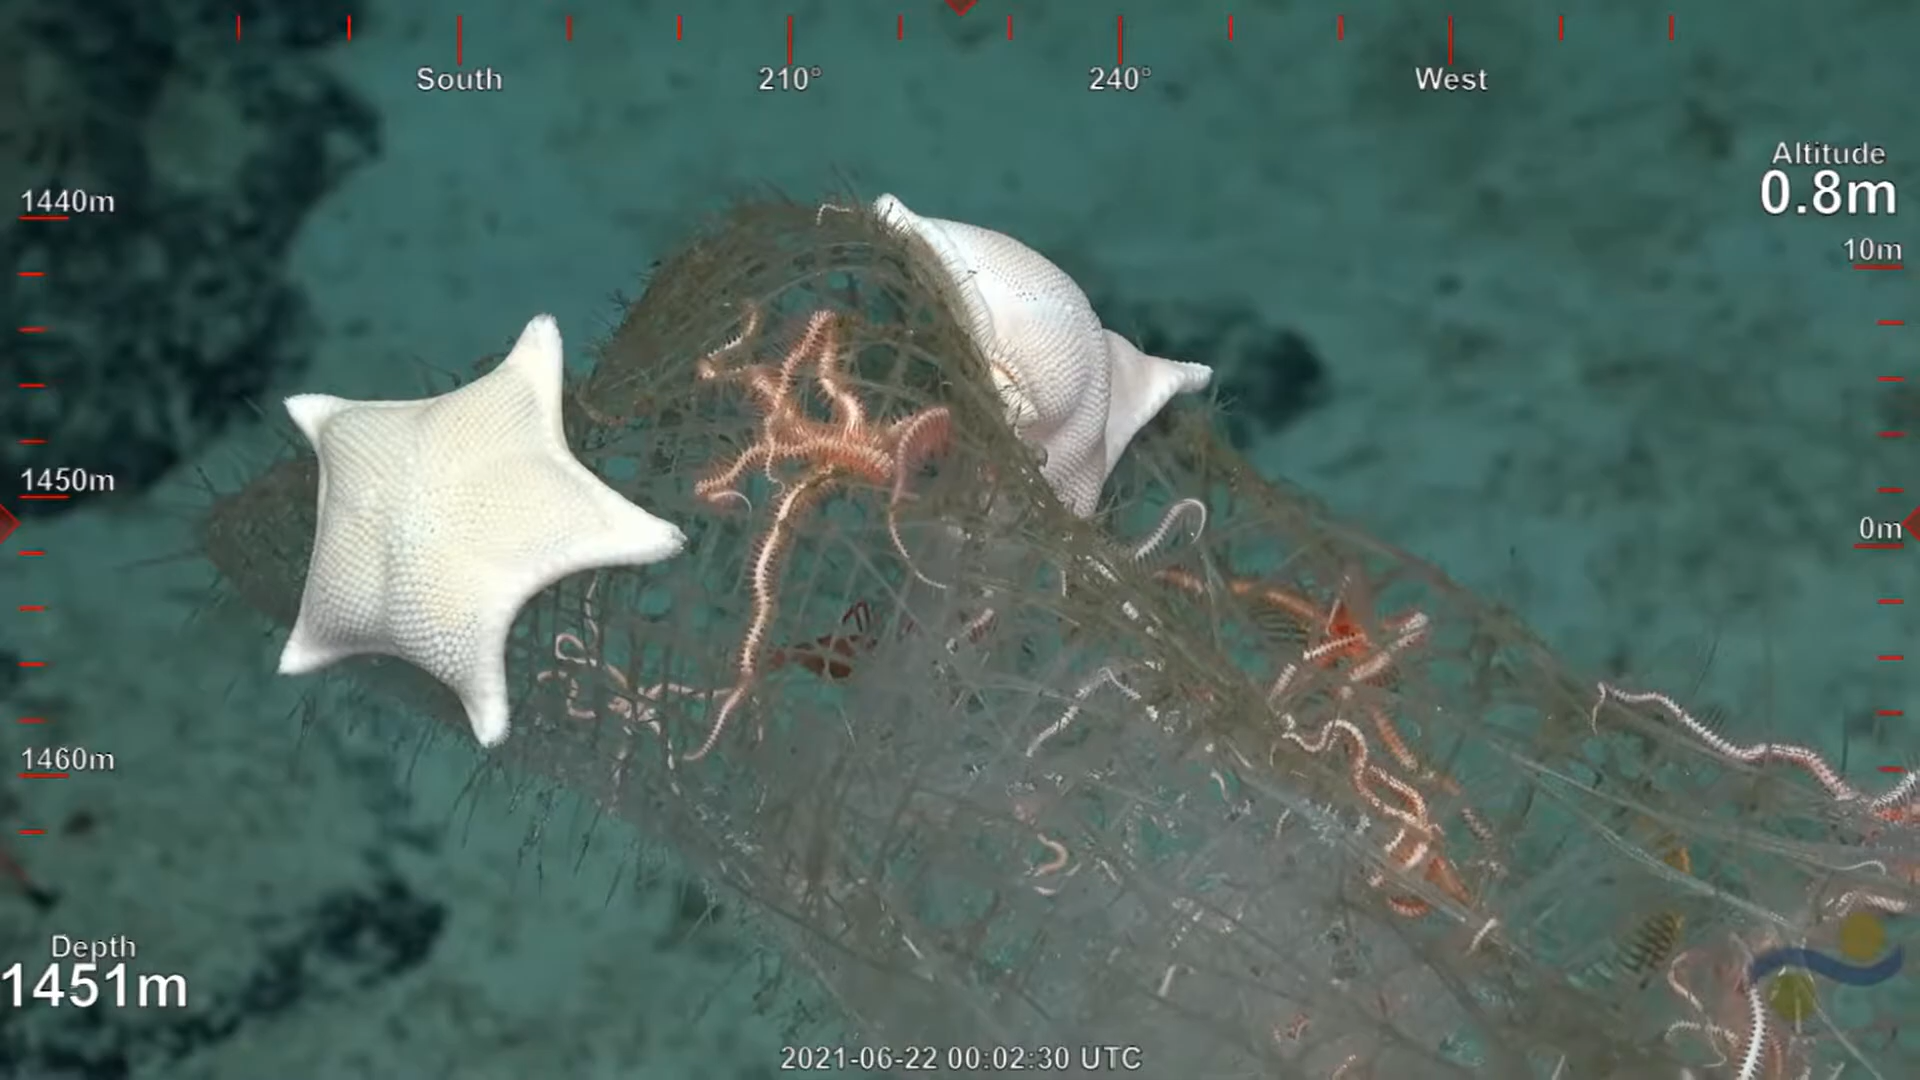 South 210° 240° West
Altitude
0.8m
1440m
10m
1450m
0m
1460m
Depth
1451m
2021-06-22 00:02:30 UTC